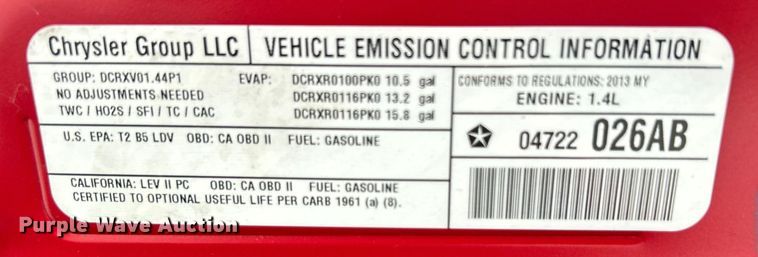 Chrysler Group LLC
VEHICLE EMISSION CONTROL INFORMATION
GROUP: DCRXV01.44P1
EVAP: DCRXR0100PK0 10.5 gal
NO ADJUSTMENTS NEEDED
DCRXR0116PK0 13.2 gal
TWC / HO2S / SFI / TC / CAC
DCRXR0116PK0 15.8 gal
CONFORMS TO REGULATIONS: 2013 MY
ENGINE: 1.4L
U.S. EPA: T2 B5 LDV OBD: CA OBD II FUEL: GASOLINE
04722 026AB
CALIFORNIA: LEV II PC OBD: CA OBD II FUEL: GASOLINE
CERTIFIED TO OPTIONAL USEFUL LIFE PER CARB 1961 (a) (8).
Purple Wave Auction